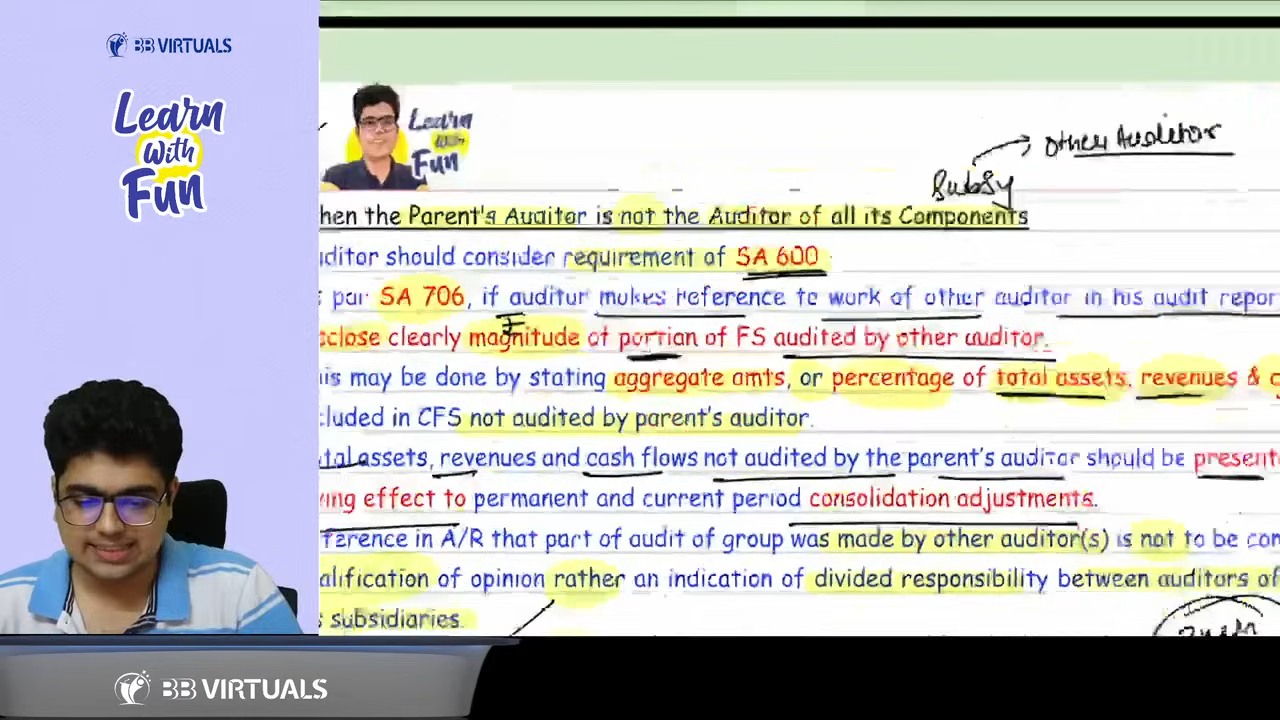 BB VIRTUALS
Learn
With
Fun
Learn
With
Fun
Subsy → Other Auditor
hen the Parent's Auditor is not the Auditor of all its Components
uditor should consider requirement of SA 600
s par SA 706, if auditor makes reference to work of other auditor in his audit repor
close clearly magnitude of portian of FS audited by other auditor.
is may be done by stating aggregate amts, or percentage of total assets, revenues & c
cluded in CFS not audited by parent's auditor.
tal assets, revenues and cash flows not audited by the parent's auditor should be present
ving effect to permanent and current period consolidation adjustments.
ference in A/R that part of audit of group was made by other auditor(s) is not to be con
alification of opinion rather an indication of divided responsibility between auditors of
s subsidiaries.
BB VIRTUALS